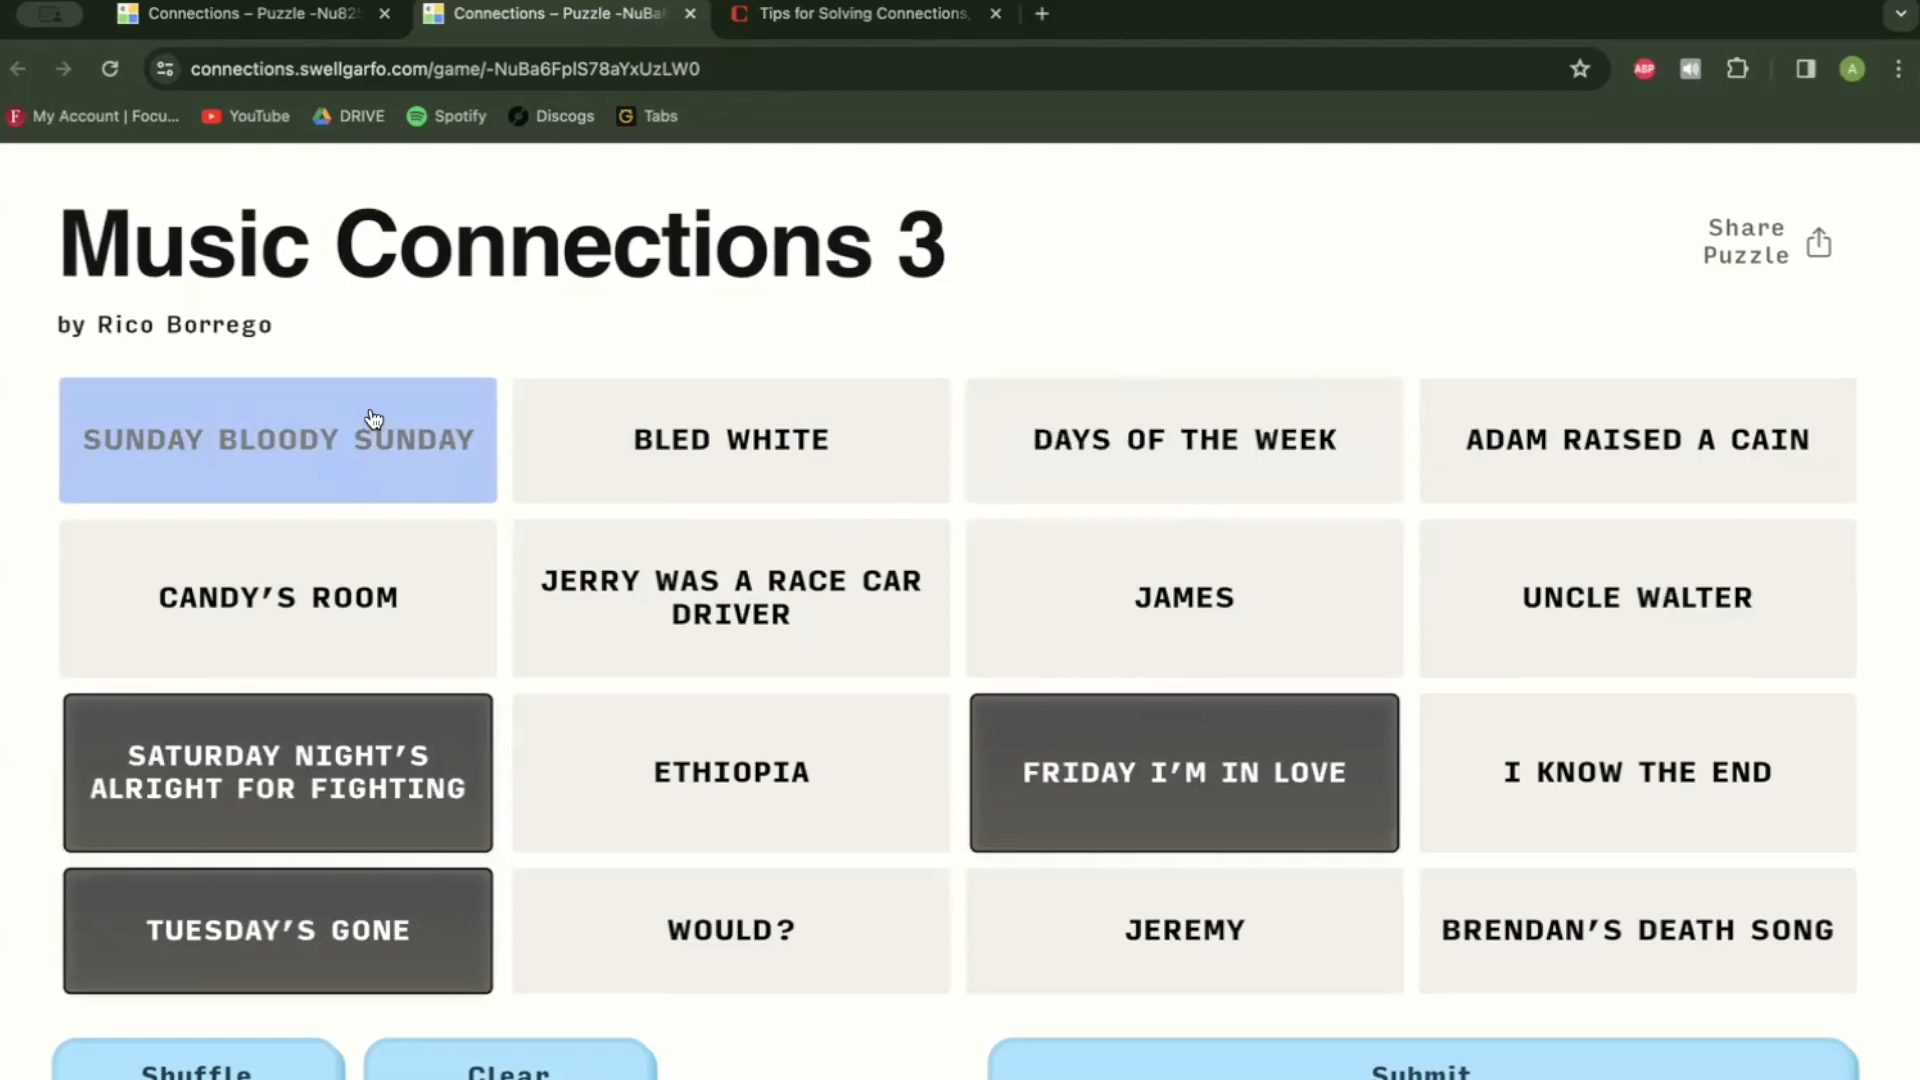 Connections – Puzzle -Nu82
Connections – Puzzle -NuBa
Tips for Solving Connections,
connections.swellgarfo.com/game/-NuBa6FplS78aYxUzLW0
ABP
A
F My Account | Focu...
YouTube
DRIVE
Spotify
Discogs
G Tabs
Music Connections 3
Share
Puzzle
by Rico Borrego
SUNDAY BLOODY SUNDAY
BLED WHITE
DAYS OF THE WEEK
ADAM RAISED A CAIN
CANDY’S ROOM
JERRY WAS A RACE CAR
DRIVER
JAMES
UNCLE WALTER
SATURDAY NIGHT’S
ALRIGHT FOR FIGHTING
ETHIOPIA
FRIDAY I’M IN LOVE
I KNOW THE END
TUESDAY’S GONE
WOULD?
JEREMY
BRENDAN’S DEATH SONG
Shuffle
Clear
Submit